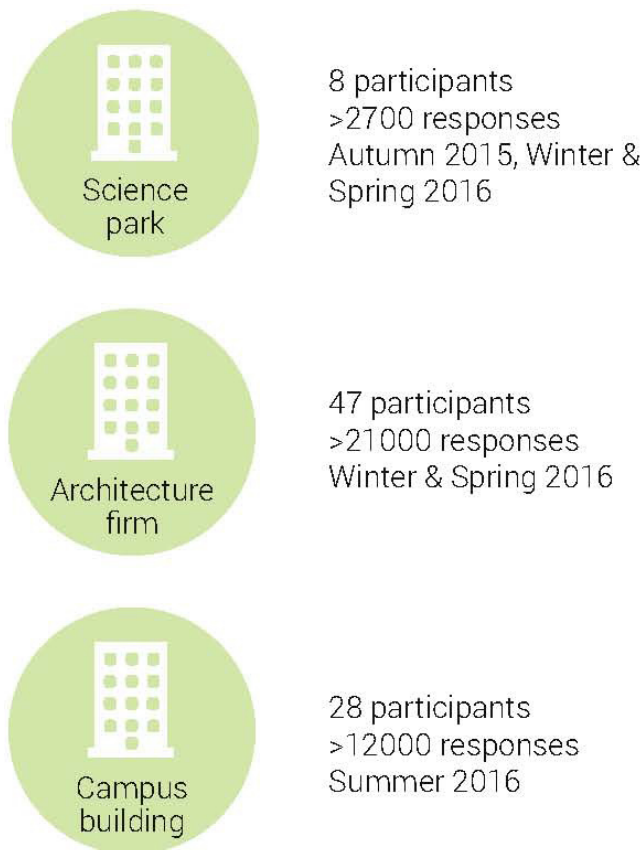 Science
park
8 participants
>2700 responses
Autumn 2015, Winter &
Spring 2016
Architecture
firm
47 participants
>21000 responses
Winter & Spring 2016
Campus
building
28 participants
>12000 responses
Summer 2016